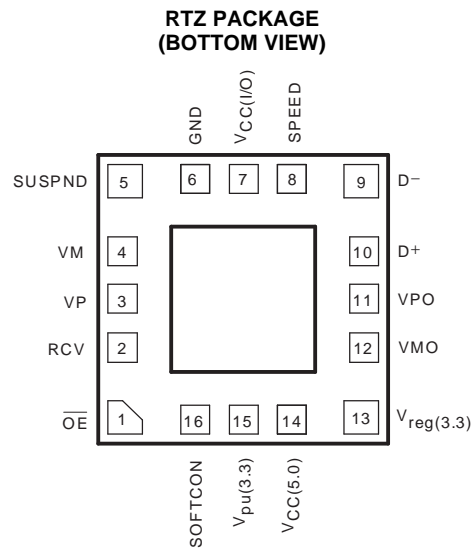 RTZ PACKAGE
(BOTTOM VIEW)
GND
VCC(I/O)
SPEED
SUSPND 5 6 7 8 9 D−
VM 4 10 D+
VP 3 11 VPO
RCV 2 12 VMO
OE 1 16 15 14 13 Vreg(3.3)
SOFTCON
Vpu(3.3)
VCC(5.0)